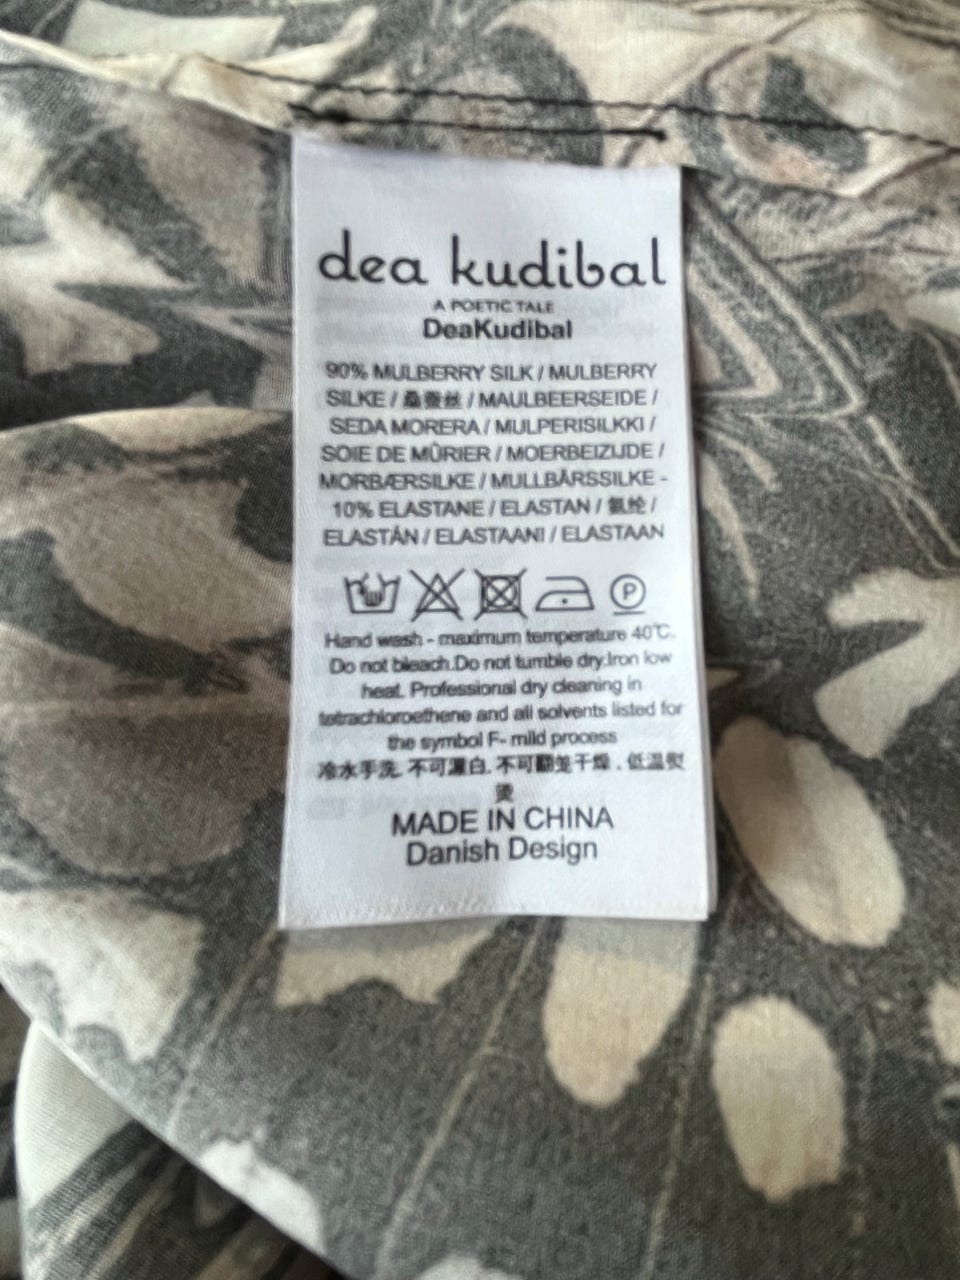 dea kudibal
A POETIC TALE
DeaKudibal
90% MULBERRY SILK / MULBERRY
SILKE / 桑蚕丝 / MAULBEERSEIDE /
SEDA MORERA / MULPERISILKKI /
SOIE DE MÛRIER / MOERBEIZIJDE /
MORBÆRSILKE / MULLBÄRSSILKE -
10% ELASTANE / ELASTAN / 氨纶 /
ELASTÁN / ELASTAANI / ELASTAAN
P
Hand wash - maximum temperature 40℃.
Do not bleach.Do not tumble dry.Iron low
heat. Professional dry cleaning in
tetrachloroethene and all solvents listed for
the symbol F- mild process
冷水手洗. 不可漂白. 不可翻笼干燥 . 低温熨
烫
MADE IN CHINA
Danish Design